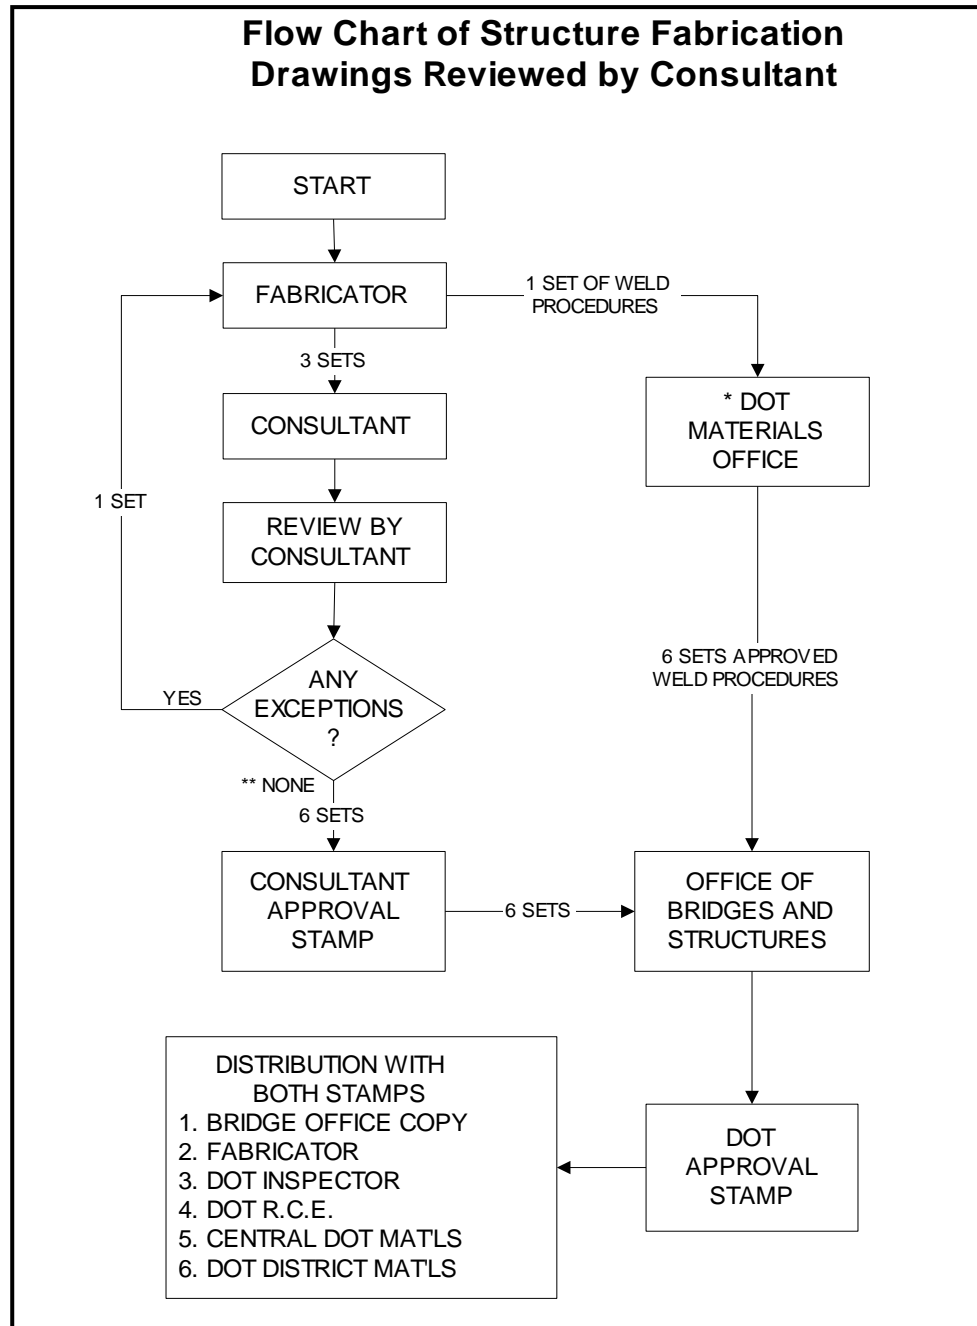 Flow Chart of Structure Fabrication
Drawings Reviewed by Consultant
START
FABRICATOR
1 SET OF WELD
PROCEDURES
3 SETS
CONSULTANT
* DOT
MATERIALS
OFFICE
1 SET
REVIEW BY
CONSULTANT
6 SETS APPROVED
WELD PROCEDURES
YES
ANY
EXCEPTIONS
?
** NONE
6 SETS
CONSULTANT
APPROVAL
STAMP
6 SETS
OFFICE OF
BRIDGES AND
STRUCTURES
DISTRIBUTION WITH
BOTH STAMPS
1. BRIDGE OFFICE COPY
2. FABRICATOR
3. DOT INSPECTOR
4. DOT R.C.E.
5. CENTRAL DOT MAT'LS
6. DOT DISTRICT MAT'LS
DOT
APPROVAL
STAMP